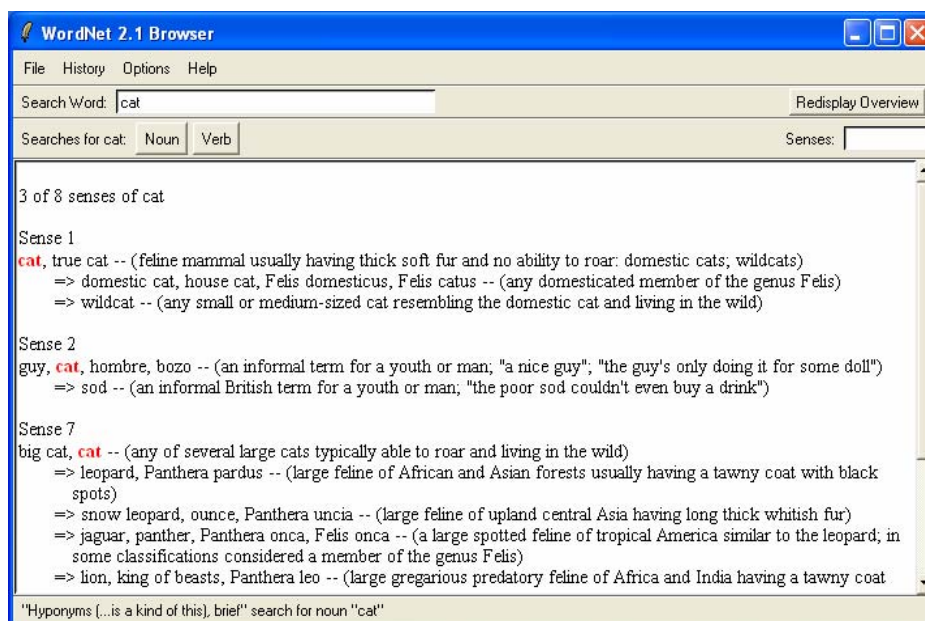 WordNet 2.1 Browser
File History Options Help
Search Word: cat Redisplay Overview
Searches for cat: Noun Verb Senses:
3 of 8 senses of cat
Sense 1
cat, true cat -- (feline mammal usually having thick soft fur and no ability to roar: domestic cats; wildcats)
=> domestic cat, house cat, Felis domesticus, Felis catus -- (any domesticated member of the genus Felis)
=> wildcat -- (any small or medium-sized cat resembling the domestic cat and living in the wild)
Sense 2
guy, cat, hombre, bozo -- (an informal term for a youth or man; "a nice guy"; "the guy's only doing it for some doll")
=> sod -- (an informal British term for a youth or man; "the poor sod couldn't even buy a drink")
Sense 7
big cat, cat -- (any of several large cats typically able to roar and living in the wild)
=> leopard, Panthera pardus -- (large feline of African and Asian forests usually having a tawny coat with black
spots)
=> snow leopard, ounce, Panthera uncia -- (large feline of upland central Asia having long thick whitish fur)
=> jaguar, panther, Panthera onca, Felis onca -- (a large spotted feline of tropical America similar to the leopard; in
some classifications considered a member of the genus Felis)
=> lion, king of beasts, Panthera leo -- (large gregarious predatory feline of Africa and India having a tawny coat
"Hyponyms (...is a kind of this), brief" search for noun "cat"